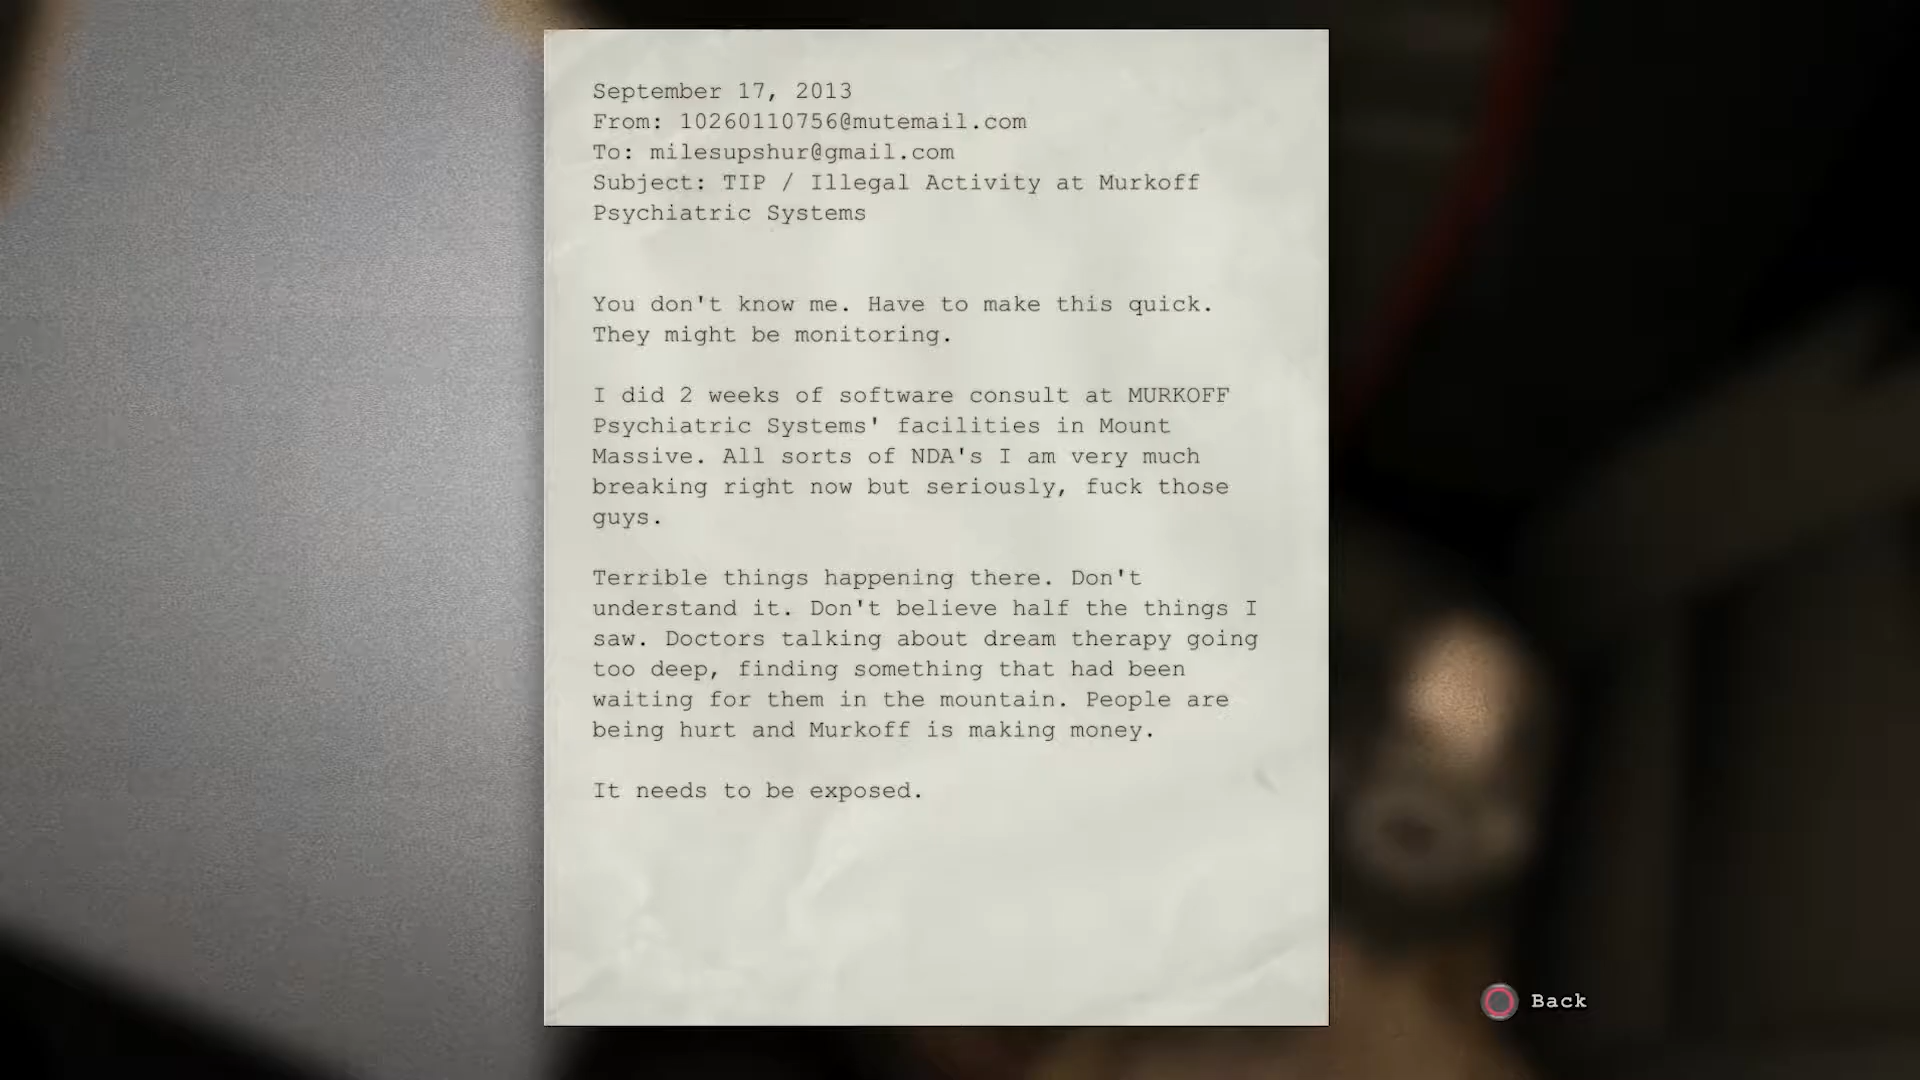 September 17, 2013
From: 10260110756@mutemail.com
To: milesupshur@gmail.com
Subject: TIP / Illegal Activity at Murkoff
Psychiatric Systems
You don't know me. Have to make this quick.
They might be monitoring.
I did 2 weeks of software consult at MURKOFF
Psychiatric Systems' facilities in Mount
Massive. All sorts of NDA's I am very much
breaking right now but seriously, fuck those
guys.
Terrible things happening there. Don't
understand it. Don't believe half the things I
saw. Doctors talking about dream therapy going
too deep, finding something that had been
waiting for them in the mountain. People are
being hurt and Murkoff is making money.
It needs to be exposed.
Back